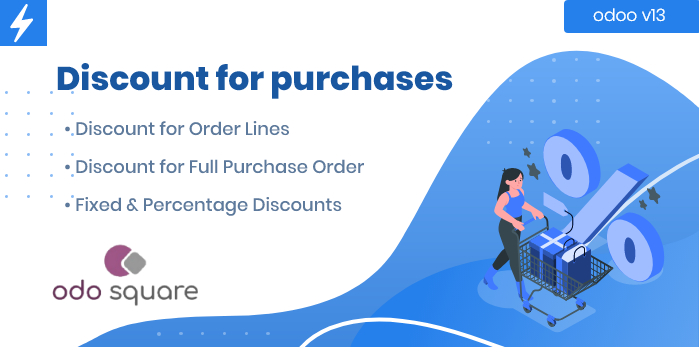 odoo v13
Discount for purchases
• Discount for Order Lines
• Discount for Full Purchase Order
• Fixed & Percentage Discounts
odo square